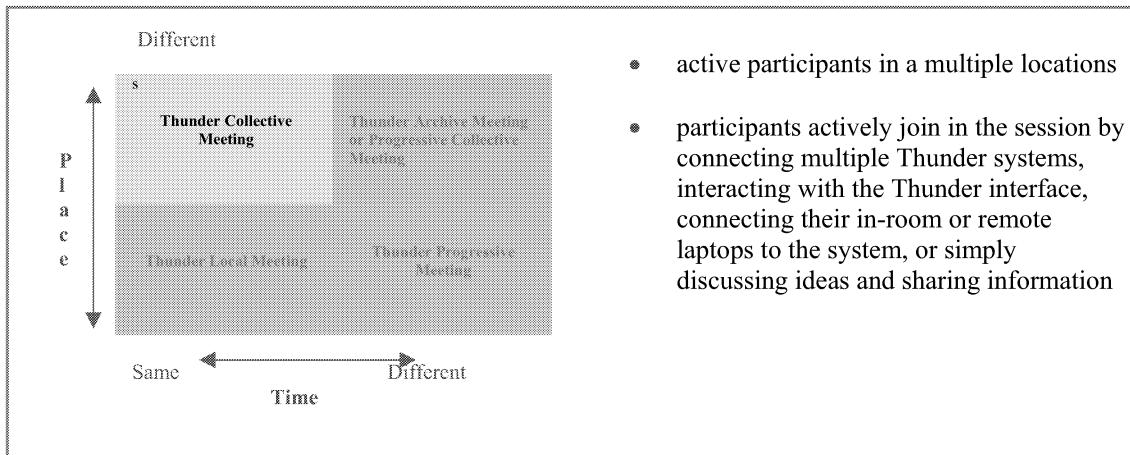 Different
s
Thunder Collective
Meeting
Thunder Archive Meeting
or Progressive Collective
Meeting
P
l
a
c
e
Thunder Local Meeting
Thunder Progressive
Meeting
Same
Different
Time
• active participants in a multiple locations
• participants actively join in the session by
connecting multiple Thunder systems,
interacting with the Thunder interface,
connecting their in-room or remote
laptops to the system, or simply
discussing ideas and sharing information